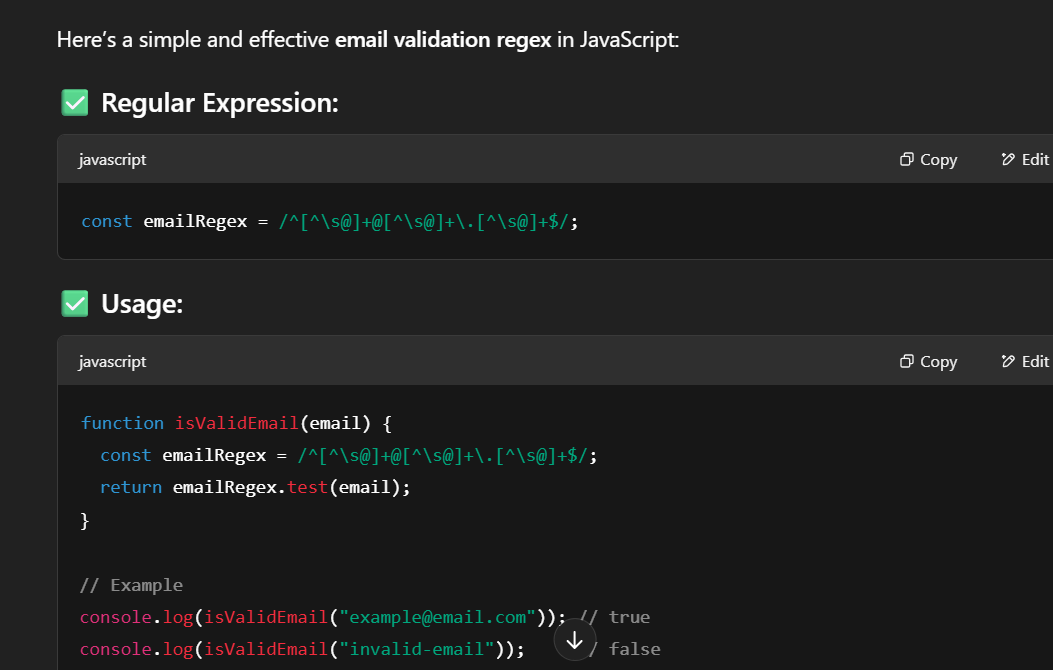 Here's a simple and effective email validation regex in JavaScript:
✅ Regular Expression:
javascript Copy Edit
const emailRegex = /^[^\s@]+@[^\s@]+\.[^\s@]+$/;
✅ Usage:
javascript Copy Edit
function isValidEmail(email) {
  const emailRegex = /^[^\s@]+@[^\s@]+\.[^\s@]+$/;
  return emailRegex.test(email);
}
// Example
console.log(isValidEmail("example@email.com")); // true
console.log(isValidEmail("invalid-email")); / false